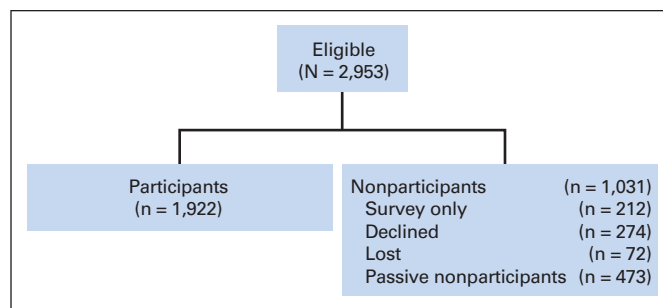 Eligible
(N = 2,953)
Participants
(n = 1,922)
Nonparticipants (n = 1,031)
Survey only (n = 212)
Declined (n = 274)
Lost (n = 72)
Passive nonparticipants (n = 473)